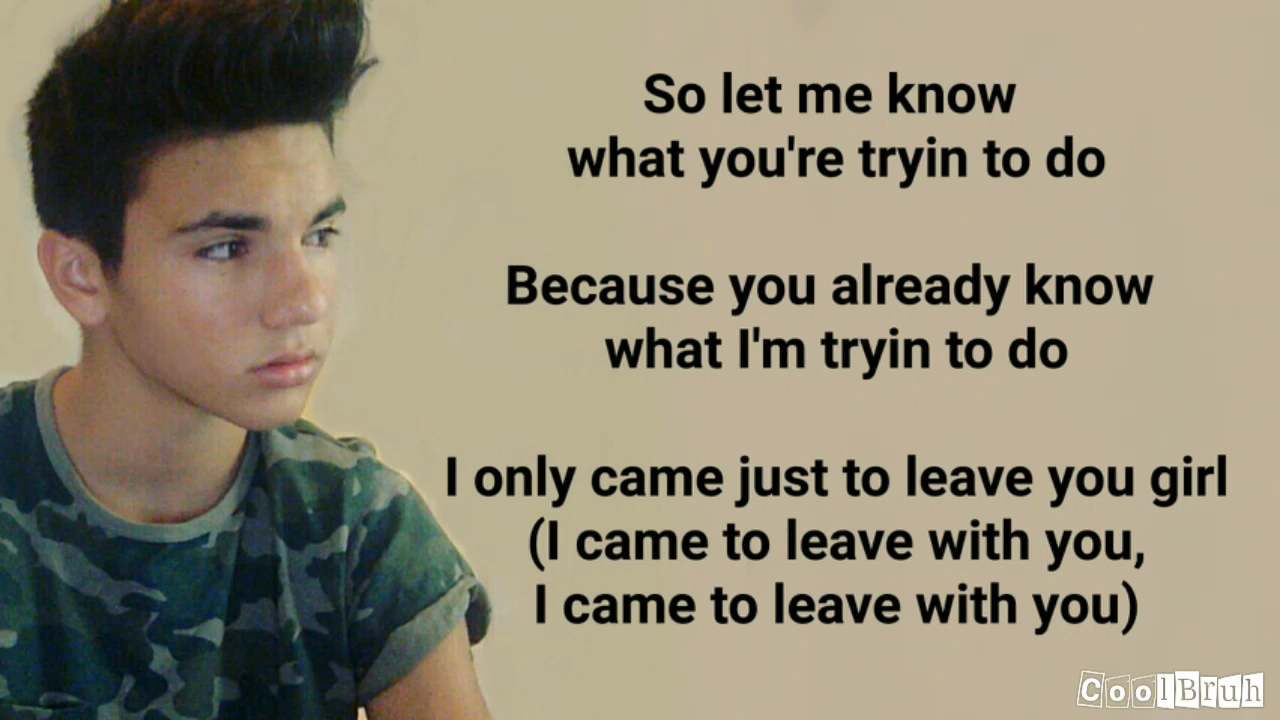 So let me know
what you're tryin to do
Because you already know
what I'm tryin to do
I only came just to leave you girl
(I came to leave with you,
I came to leave with you)
CoolBruh